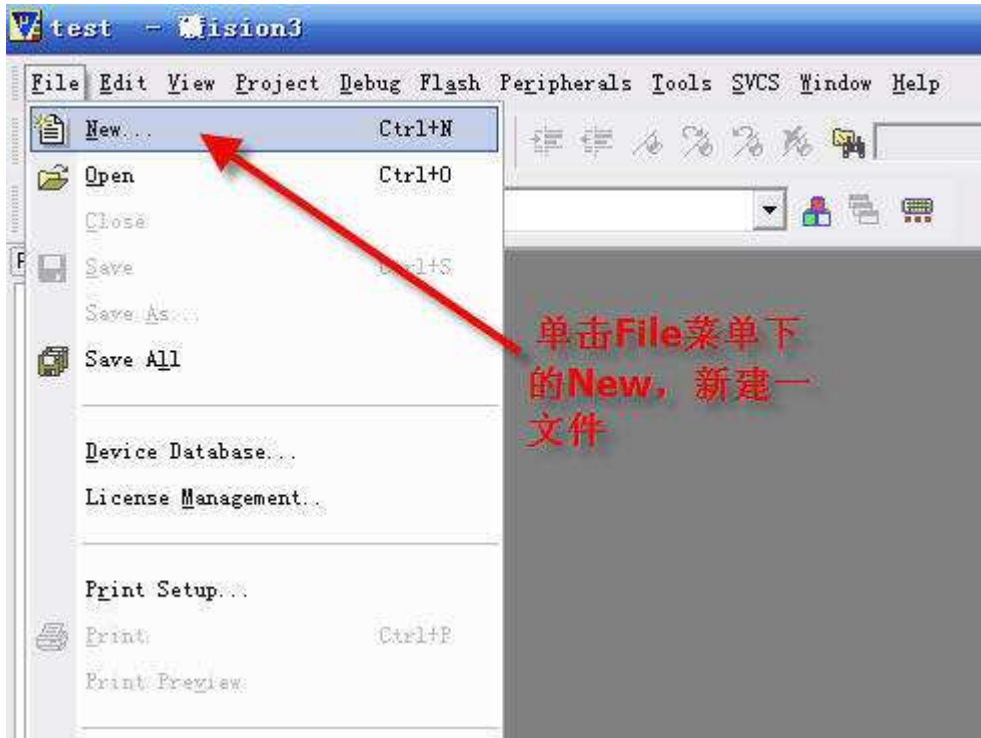 test - ision3
File Edit View Project Debug Flash Peripherals Tools SVCS Window Help
New... Ctrl+N
Open Ctrl+O
Close
Save Ctrl+S
Save As...
Save All
单击File菜单下
的New，新建一
文件
Device Database...
License Management...
Print Setup...
Print Ctrl+P
Print Preview